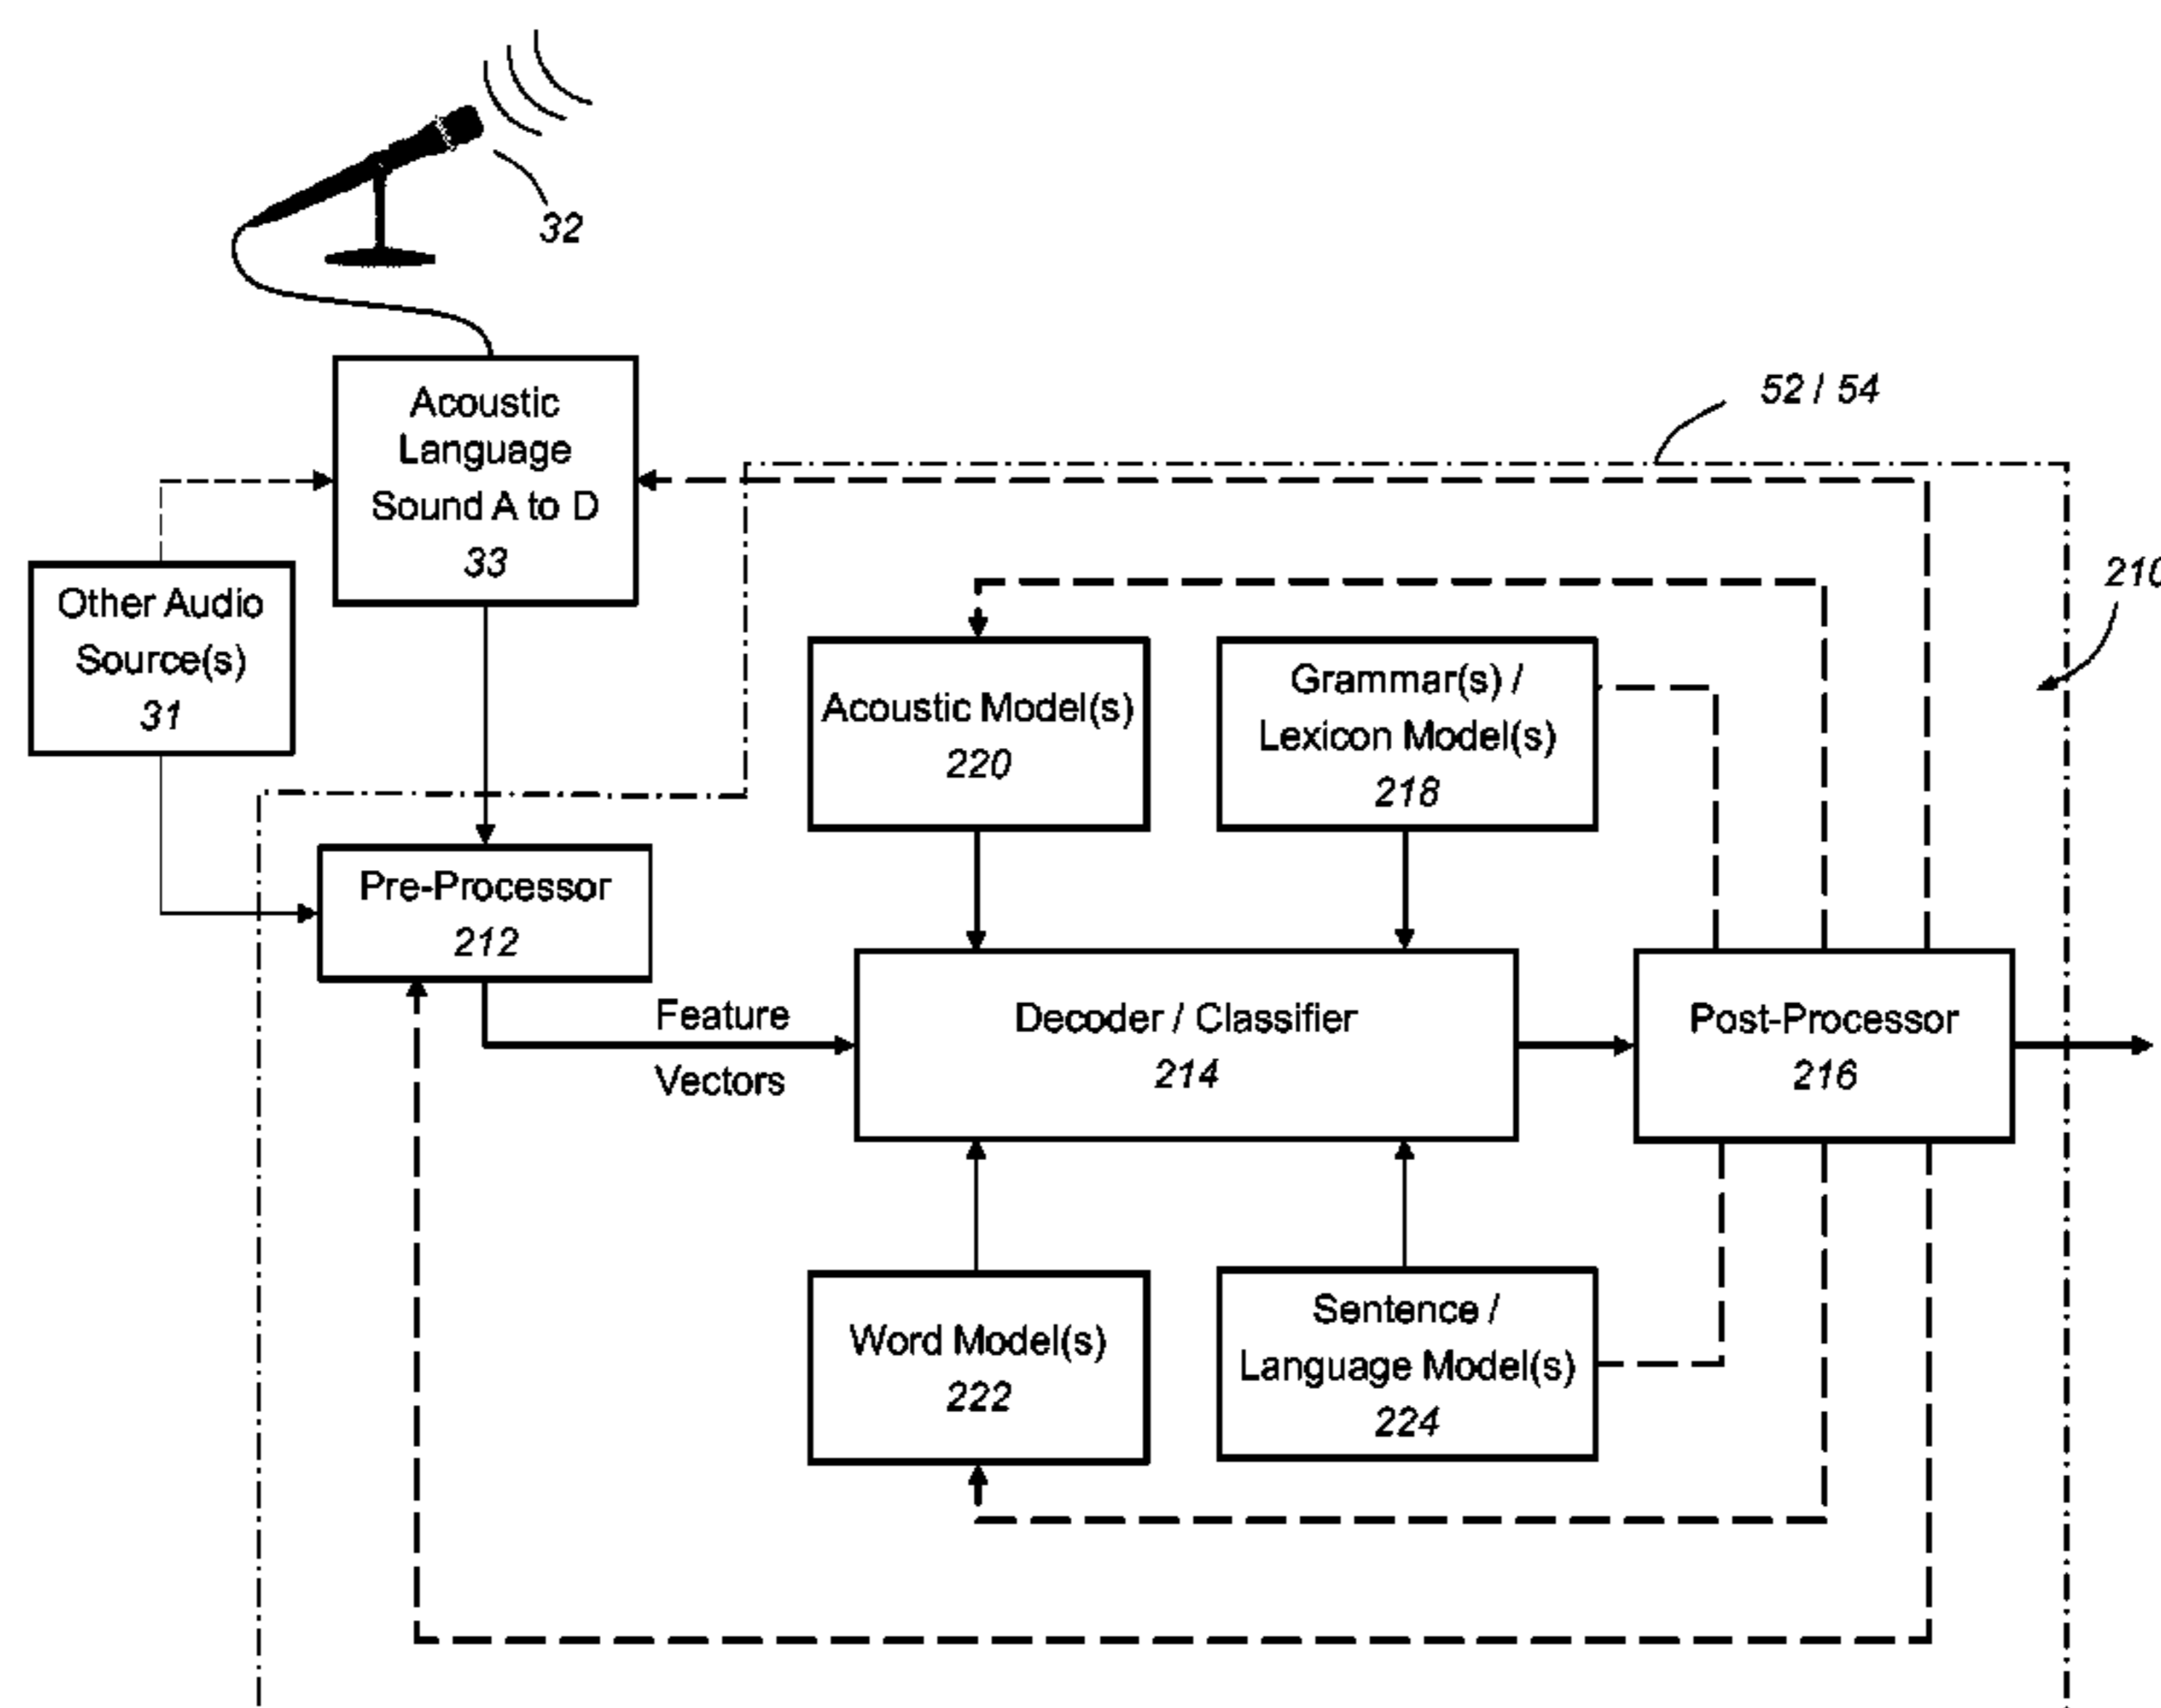 32
Acoustic
Language
Sound A to D
33
52 / 54
Other Audio
Source(s)
31
210
Acoustic Model(s)
220
Grammar(s) /
Lexicon Model(s)
218
Pre-Processor
212
Feature
Vectors
Decoder / Classifier
214
Post-Processor
216
Word Model(s)
222
Sentence /
Language Model(s)
224